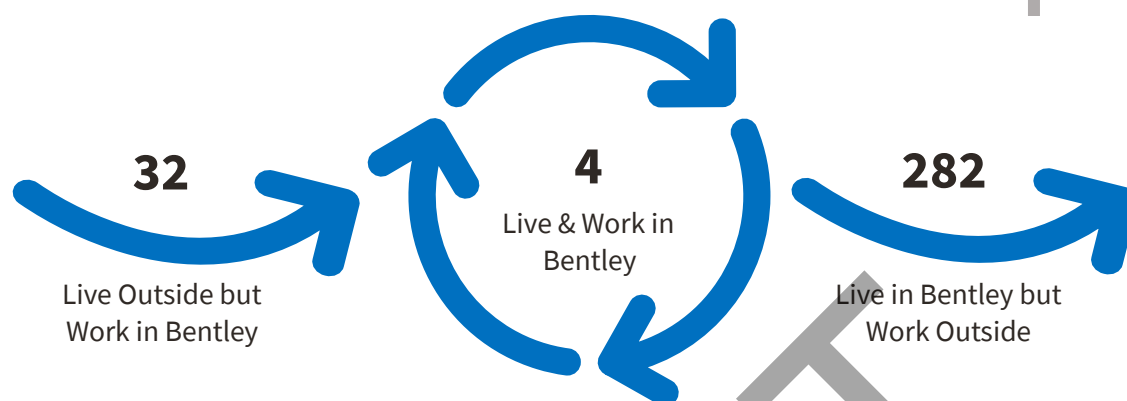 32
Live Outside but
Work in Bentley
4
Live & Work in
Bentley
282
Live in Bentley but
Work Outside